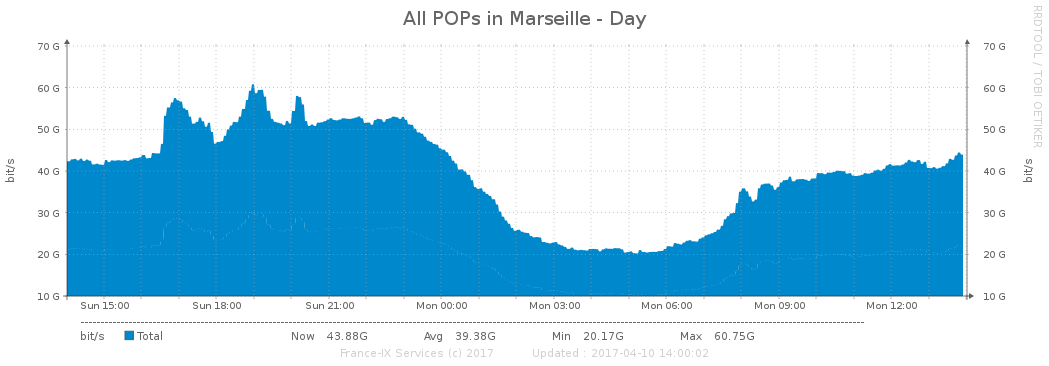 All POPs in Marseille - Day
RRDTOOL / TOBI OETIKER
70 G 70 G
60 G 60 G
50 G 50 G
40 G 40 G
30 G 30 G
20 G 20 G
10 G 10 G
bit/s bit/s
Sun 15:00 Sun 18:00 Sun 21:00 Mon 00:00 Mon 03:00 Mon 06:00 Mon 09:00 Mon 12:00
bit/s Total Now 43.88G Avg 39.38G Min 20.17G Max 60.75G
France-IX Services (c) 2017 Updated : 2017-04-10 14:00:02